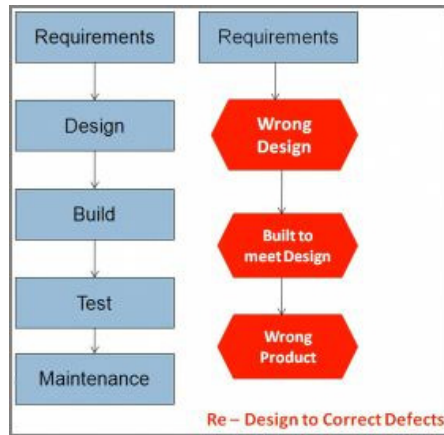 Requirements
Design
Build
Test
Maintenance
Requirements
Wrong
Design
Built to
meet Design
Wrong
Product
Re – Design to Correct Defects